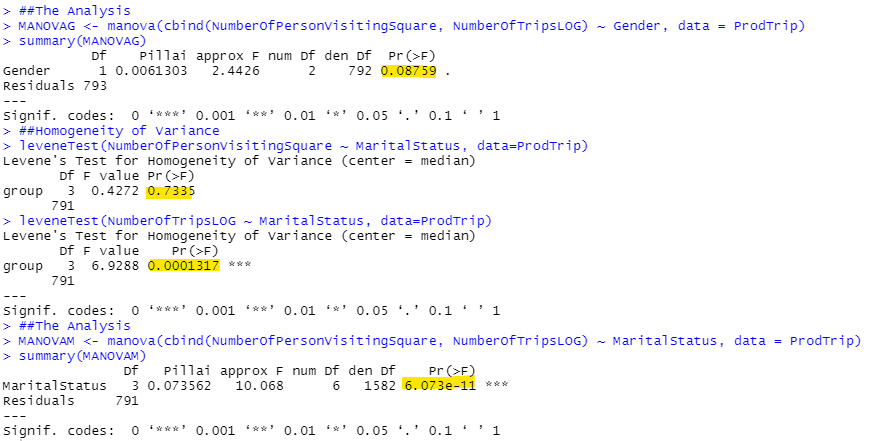 > ##The Analysis
> MANOVAG <- manova(cbind(NumberOfPersonVisitingSquare, NumberOfTripsLOG) ~ Gender, data = ProdTrip)
> summary(MANOVAG)
           Df    Pillai approx F num Df den Df  Pr(>F)
Gender      1 0.0061303   2.4426      2    792 0.08759 .
Residuals 793
---
Signif. codes:  0 ‘***’ 0.001 ‘**’ 0.01 ‘*’ 0.05 ‘.’ 0.1 ‘ ’ 1
> ##Homogeneity of Variance
> leveneTest(NumberOfPersonVisitingSquare ~ MaritalStatus, data=ProdTrip)
Levene's Test for Homogeneity of Variance (center = median)
       Df F value Pr(>F)
group   3  0.4272 0.7335
      791
> leveneTest(NumberOfTripsLOG ~ MaritalStatus, data=ProdTrip)
Levene's Test for Homogeneity of Variance (center = median)
       Df F value    Pr(>F)
group   3  6.9288 0.0001317 ***
      791
---
Signif. codes:  0 ‘***’ 0.001 ‘**’ 0.01 ‘*’ 0.05 ‘.’ 0.1 ‘ ’ 1
> ##The Analysis
> MANOVAM <- manova(cbind(NumberOfPersonVisitingSquare, NumberOfTripsLOG) ~ MaritalStatus, data = ProdTrip)
> summary(MANOVAM)
               Df   Pillai approx F num Df den Df    Pr(>F)
MaritalStatus   3 0.073562   10.068      6   1582 6.073e-11 ***
Residuals     791
---
Signif. codes:  0 ‘***’ 0.001 ‘**’ 0.01 ‘*’ 0.05 ‘.’ 0.1 ‘ ’ 1